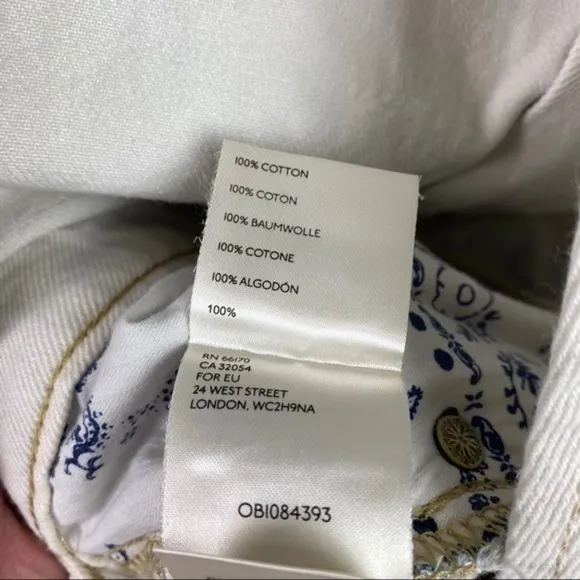 100% COTTON
100% COTON
100% BAUMWOLLE
100% COTONE
100% ALGODÓN
100%
RN 66170
CA 32054
FOR EU
24 WEST STREET
LONDON, WC2H9NA
OB1084393